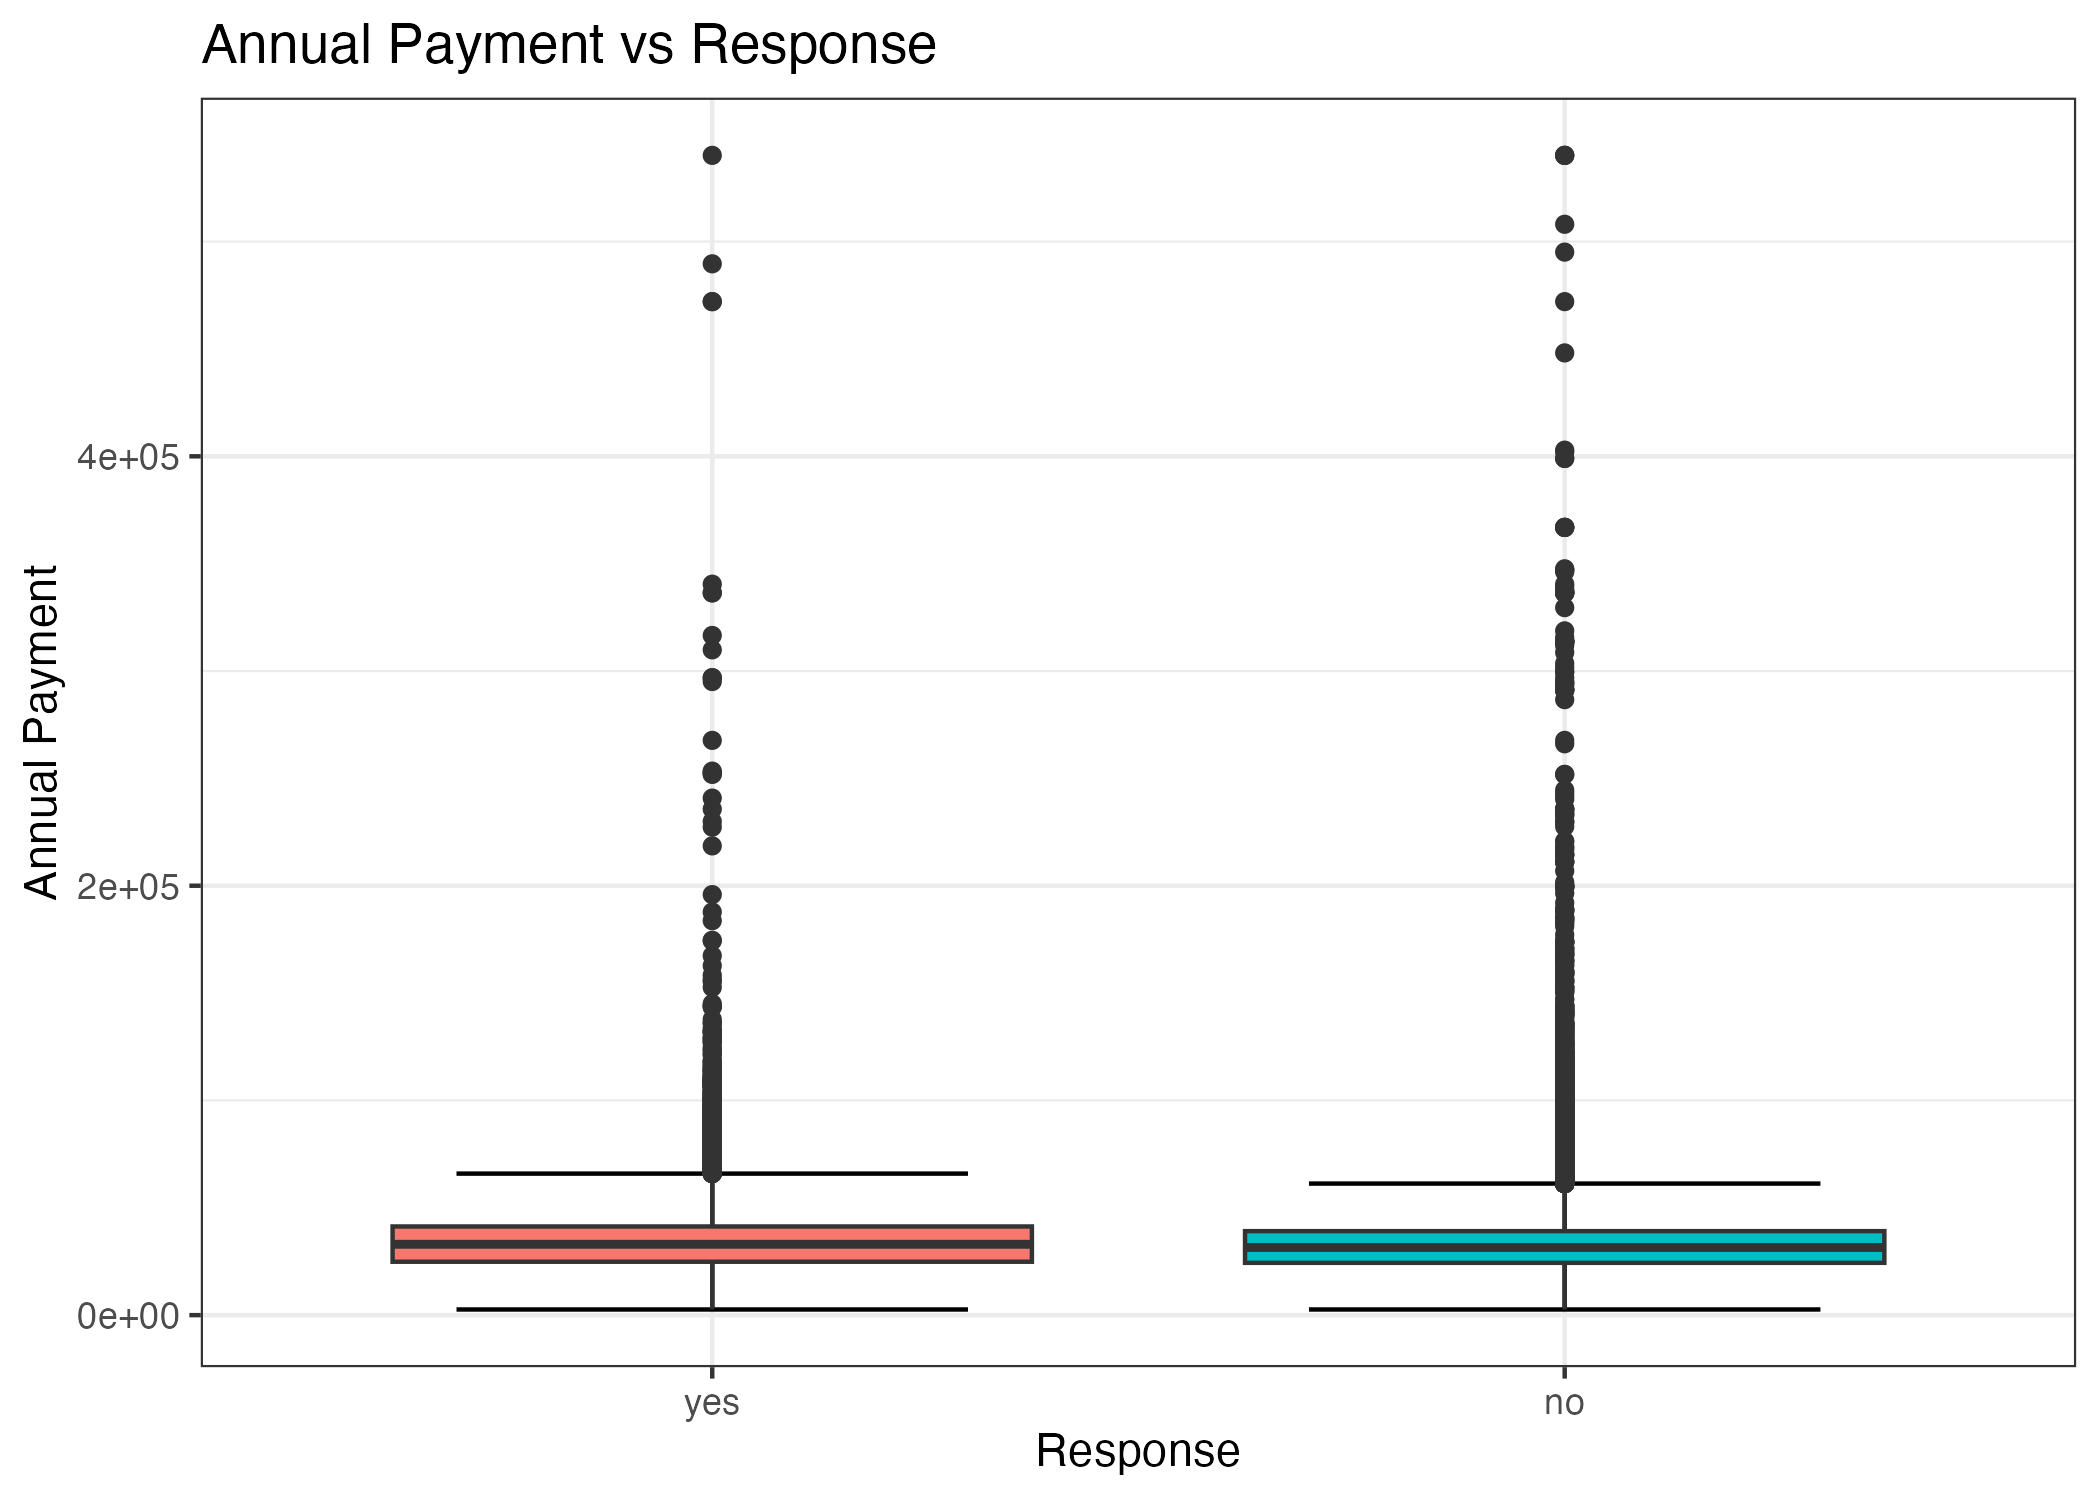 Annual Payment vs Response
Annual Payment
4e+05
2e+05
0e+00
yes
no
Response